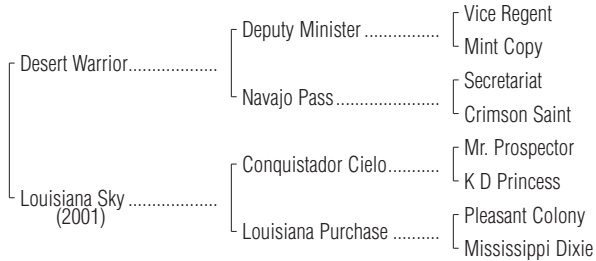 Vice Regent
Deputy Minister
Mint Copy
Desert Warrior
Secretariat
Navajo Pass
Crimson Saint
Mr. Prospector
Conquistador Cielo
K D Princess
Louisiana Sky
(2001)
Pleasant Colony
Louisiana Purchase
Mississippi Dixie